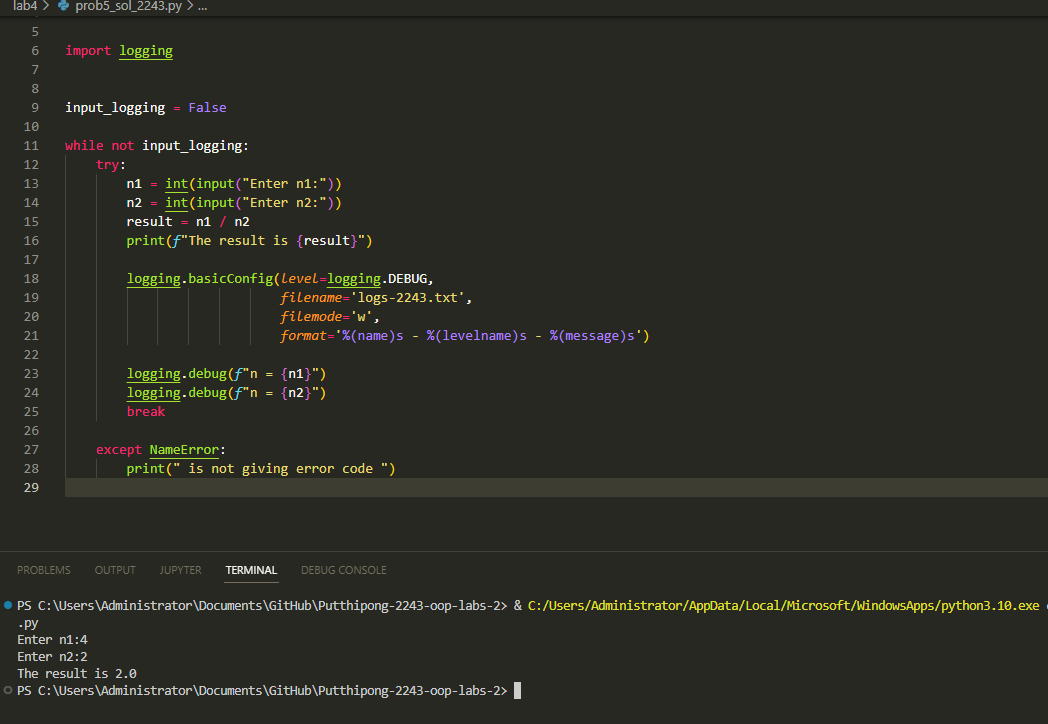 lab4 > prob5_sol_2243.py > ...
5
6 import logging
7
8
9 input_logging = False
10
11 while not input_logging:
12 try:
13 n1 = int(input("Enter n1:"))
14 n2 = int(input("Enter n2:"))
15 result = n1 / n2
16 print(f"The result is {result}")
17
18 logging.basicConfig(level=logging.DEBUG,
19 filename='logs-2243.txt',
20 filemode='w',
21 format='%(name)s - %(levelname)s - %(message)s')
22
23 logging.debug(f"n = {n1}")
24 logging.debug(f"n = {n2}")
25 break
26
27 except NameError:
28 print(" is not giving error code ")
29
PROBLEMS OUTPUT JUPYTER TERMINAL DEBUG CONSOLE
PS C:\Users\Administrator\Documents\GitHub\Putthipong-2243-oop-labs-2> & C:/Users/Administrator/AppData/Local/Microsoft/WindowsApps/python3.10.exe
.py
Enter n1:4
Enter n2:2
The result is 2.0
PS C:\Users\Administrator\Documents\GitHub\Putthipong-2243-oop-labs-2>